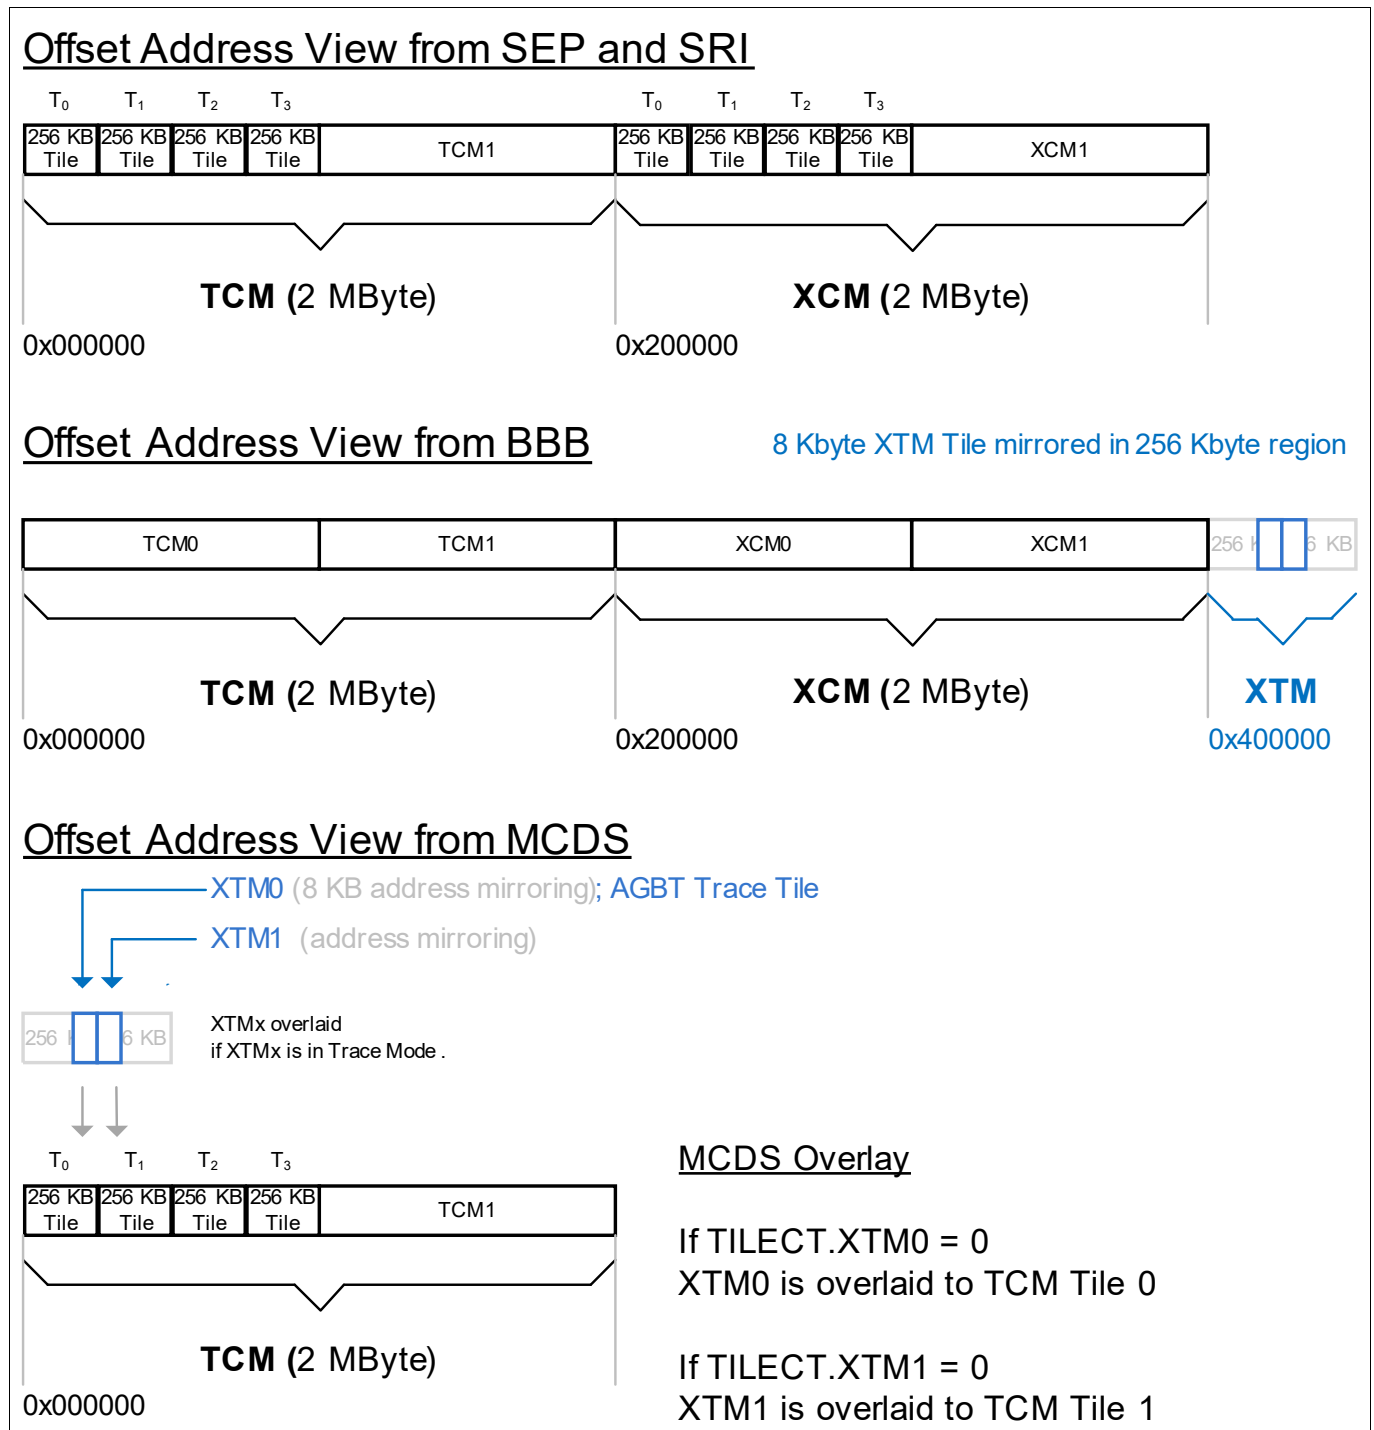 Offset Address View from SEP and SRI
T0 T1 T2 T3 T0 T1 T2 T3
256 KB Tile 256 KB Tile 256 KB Tile 256 KB Tile TCM1 256 KB Tile 256 KB Tile 256 KB Tile 256 KB Tile XCM1
TCM (2 MByte) XCM (2 MByte)
0x000000 0x200000
Offset Address View from BBB
8 Kbyte XTM Tile mirrored in 256 Kbyte region
TCM0 TCM1 XCM0 XCM1 256 6 KB
TCM (2 MByte) XCM (2 MByte) XTM
0x000000 0x200000 0x400000
Offset Address View from MCDS
XTM0 (8 KB address mirroring); AGBT Trace Tile
XTM1 (address mirroring)
256 6 KB
XTMx overlaid
if XTMx is in Trace Mode .
T0 T1 T2 T3
256 KB Tile 256 KB Tile 256 KB Tile 256 KB Tile TCM1
TCM (2 MByte)
0x000000
MCDS Overlay
If TILECT.XTM0 = 0
XTM0 is overlaid to TCM Tile 0
If TILECT.XTM1 = 0
XTM1 is overlaid to TCM Tile 1